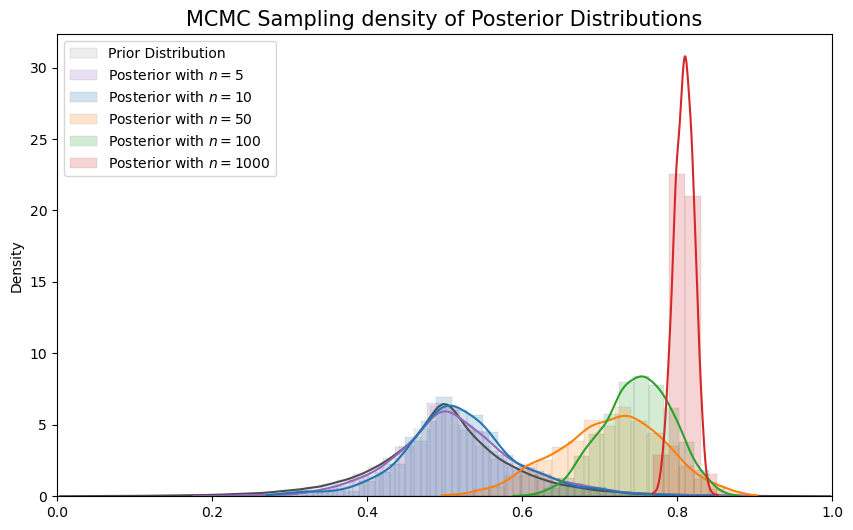 MCMC Sampling density of Posterior Distributions
Prior Distribution
Posterior with n = 5
Posterior with n = 10
Posterior with n = 50
Posterior with n = 100
Posterior with n = 1000
Density
30
25
20
15
10
5
0
0.0 0.2 0.4 0.6 0.8 1.0